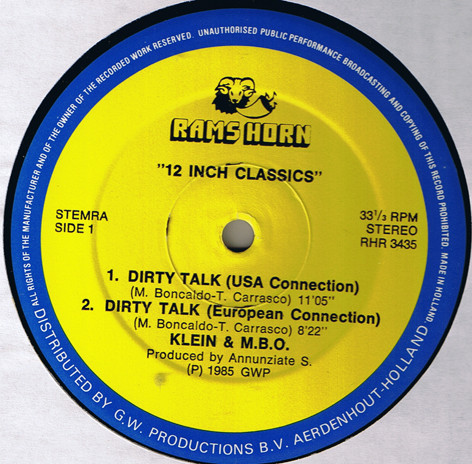 ALL RIGHTS OF THE MANUFACTURER AND OF THE OWNER OF THE RECORDED WORK RESERVED. UNAUTHORISED PUBLIC PERFORMANCE BROADCASTING AND COPYING OF THIS RECORD PROHIBITED. MADE IN HOLLAND
RAMS HORN
"12 INCH CLASSICS"
STEMRA
SIDE 1
33⅓ RPM
STEREO
RHR 3435
1. DIRTY TALK (USA Connection)
(M. Boncaldo-T. Carrasco) 11'05"
2. DIRTY TALK (European Connection)
(M. Boncaldo-T. Carrasco) 8'22"
KLEIN & M.B.O.
Produced by Annunziate S.
(P) 1985 GWP
DISTRIBUTED BY G.W. PRODUCTIONS B.V. AERDENHOUT-HOLLAND